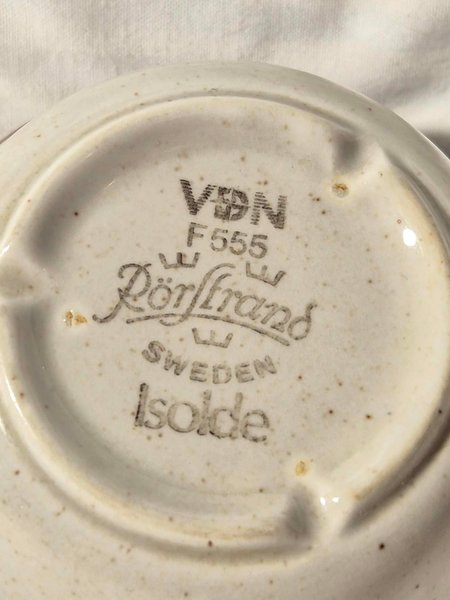 VDN
F555
Rörstrand
SWEDEN
Isolde